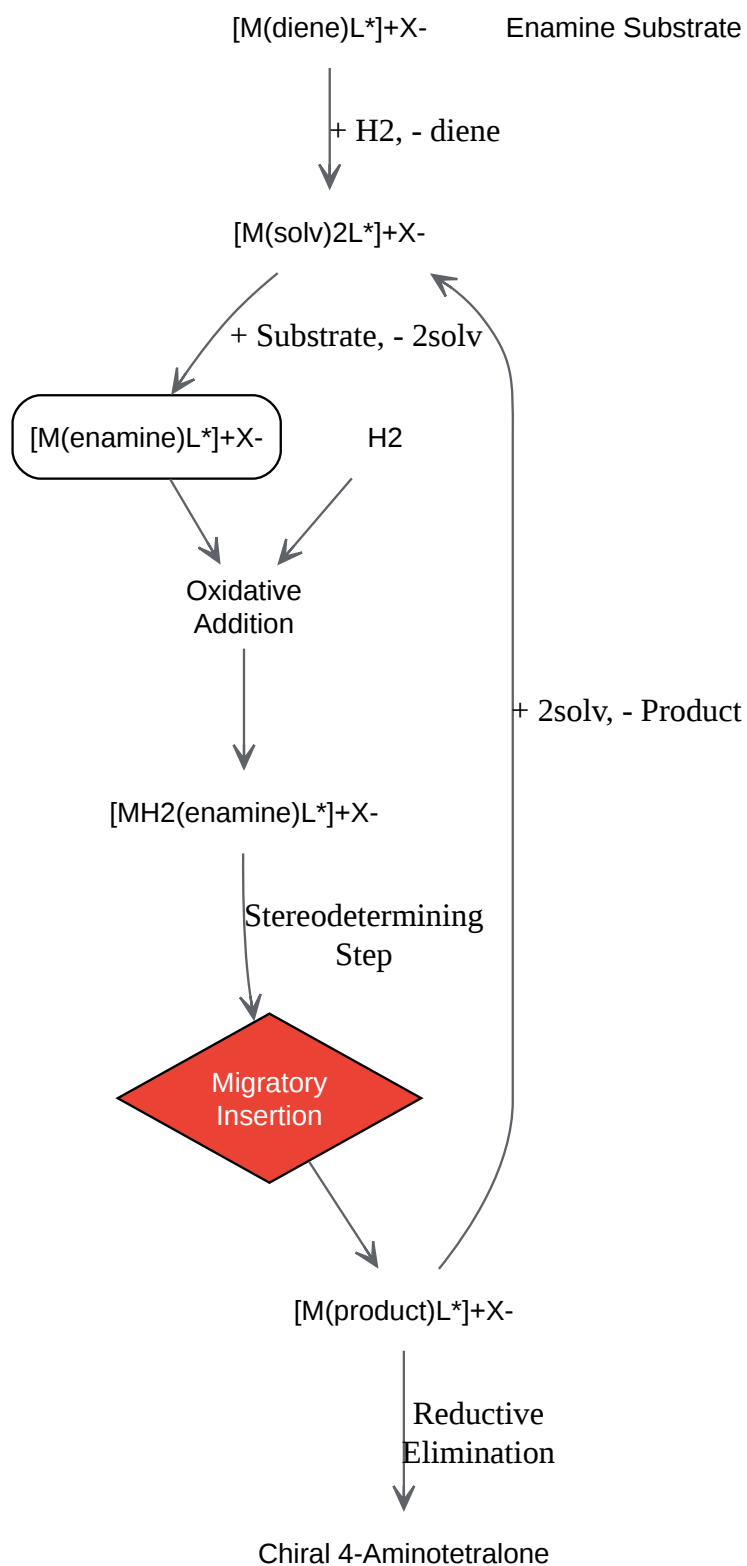 [M(diene)L*]+X-
Enamine Substrate
+ H2, - diene
[M(solv)2L*]+X-
+ Substrate, - 2solv
[M(enamine)L*]+X-
H2
Oxidative
Addition
+ 2solv, - Product
[MH2(enamine)L*]+X-
Stereodetermining
Step
Migratory
Insertion
[M(product)L*]+X-
Reductive
Elimination
Chiral 4-Aminotetralone